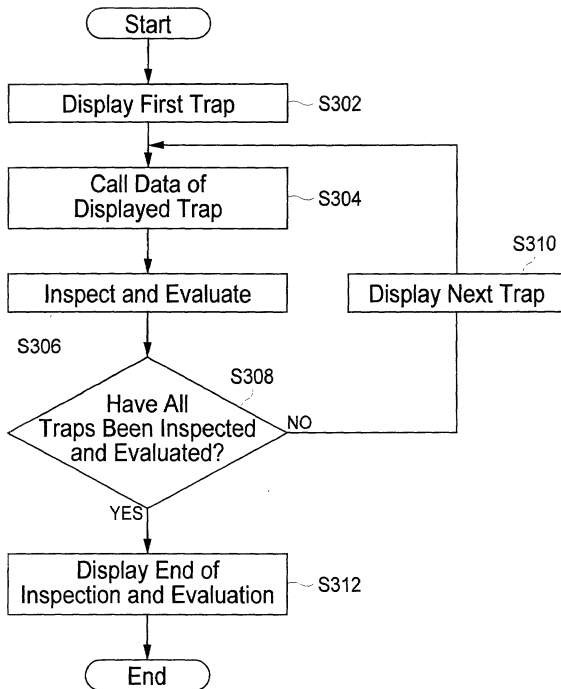 Start
Display First Trap
S302
Call Data of
Displayed Trap
S304
S310
Display Next Trap
Inspect and Evaluate
S306
S308
Have All
Traps Been Inspected
and Evaluated?
NO
YES
Display End of
Inspection and Evaluation
S312
End